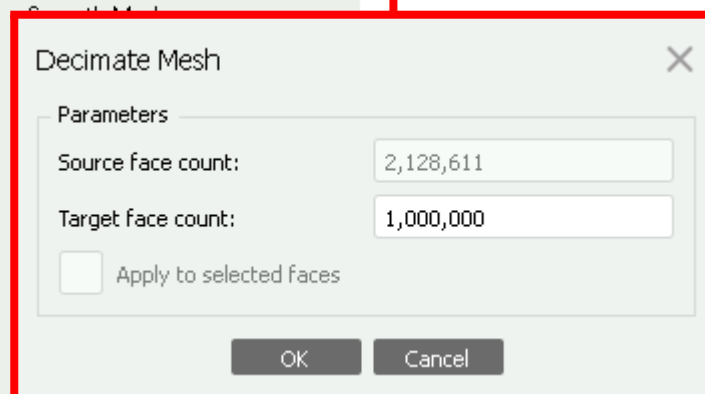 Decimate Mesh
Parameters
Source face count:
2,128,611
Target face count:
1,000,000
Apply to selected faces
OK
Cancel